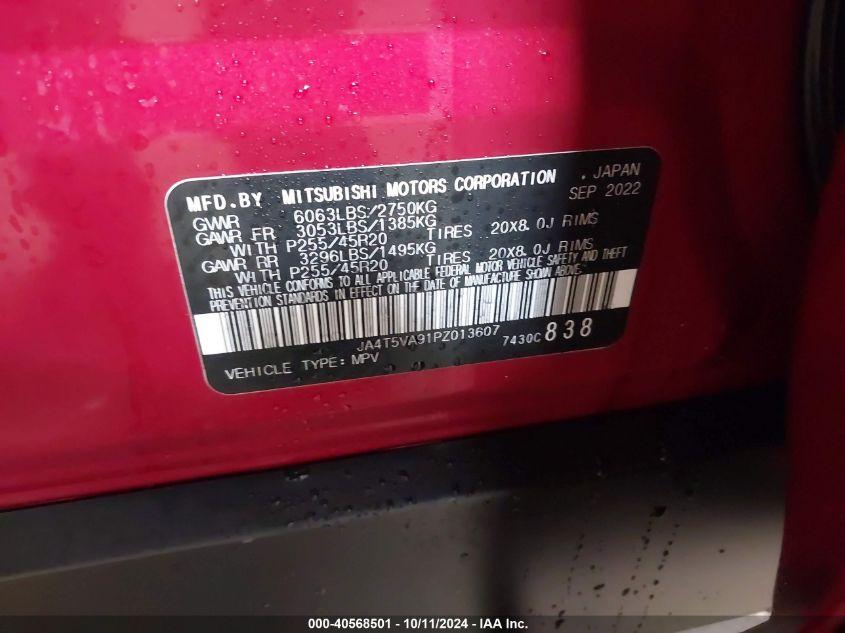 MFD.BY MITSUBISHI MOTORS CORPORATION , JAPAN
SEP 2022
GVWR 6063LBS/2750KG
GAWR FR 3053LBS/1385KG
WITH P255/45R20 TIRES 20X8.0J RIMS
GAWR RR 3296LBS/1495KG
WITH P255/45R20 TIRES 20X8.0J RIMS
THIS VEHICLE CONFORMS TO ALL APPLICABLE FEDERAL MOTOR VEHICLE SAFETY AND THEFT
PREVENTION STANDARDS IN EFFECT ON THE DATE OF MANUFACTURE SHOWN ABOVE.
JA4T5VA91PZ013607 7430C 838
VEHICLE TYPE: MPV
000-40568501 - 10/11/2024 - IAA Inc.